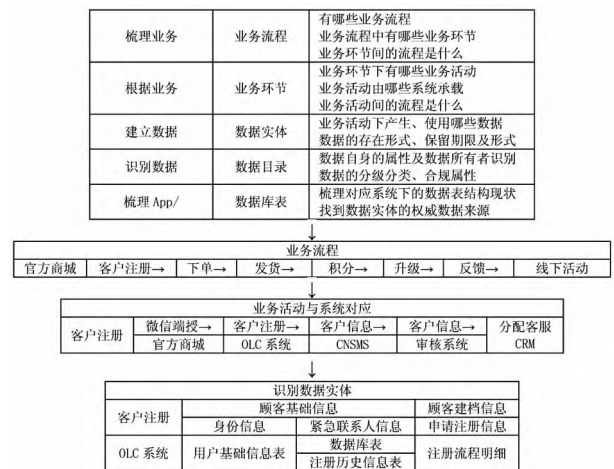 有哪些业务流程
梳理业务 业务流程 业务流程中有哪些业务环节
业务环节间的流程是什么
业务环节下有哪些业务活动
根据业务 业务环节 业务活动由哪些系统承载
业务活动间的流程是什么
建立数据 数据实体 业务活动下产生、使用哪些数据
数据的存在形式、保留期限及形式
识别数据 数据目录 数据自身的属性及数据所有者识别
数据的分级分类、合规属性
梳理 App/ 数据库表 梳理对应系统下的数据表结构现状
找到数据实体的权威数据来源
↓
业务流程
官方商城 客户注册→ 下单→ 发货→ 积分→ 升级→ 反馈→ 线下活动
↓
业务活动与系统对应
客户注册 微信端授→ 客户注册→ 客户信息→ 客户信息→ 分配客服
官方商城 OLC 系统 CNSMS 审核系统 CRM
↓
识别数据实体
客户注册 顾客基础信息 顾客建档信息
身份信息 紧急联系人信息 申请注册信息
OLC 系统 用户基础信息表 数据库表 注册流程明细
注册历史信息表